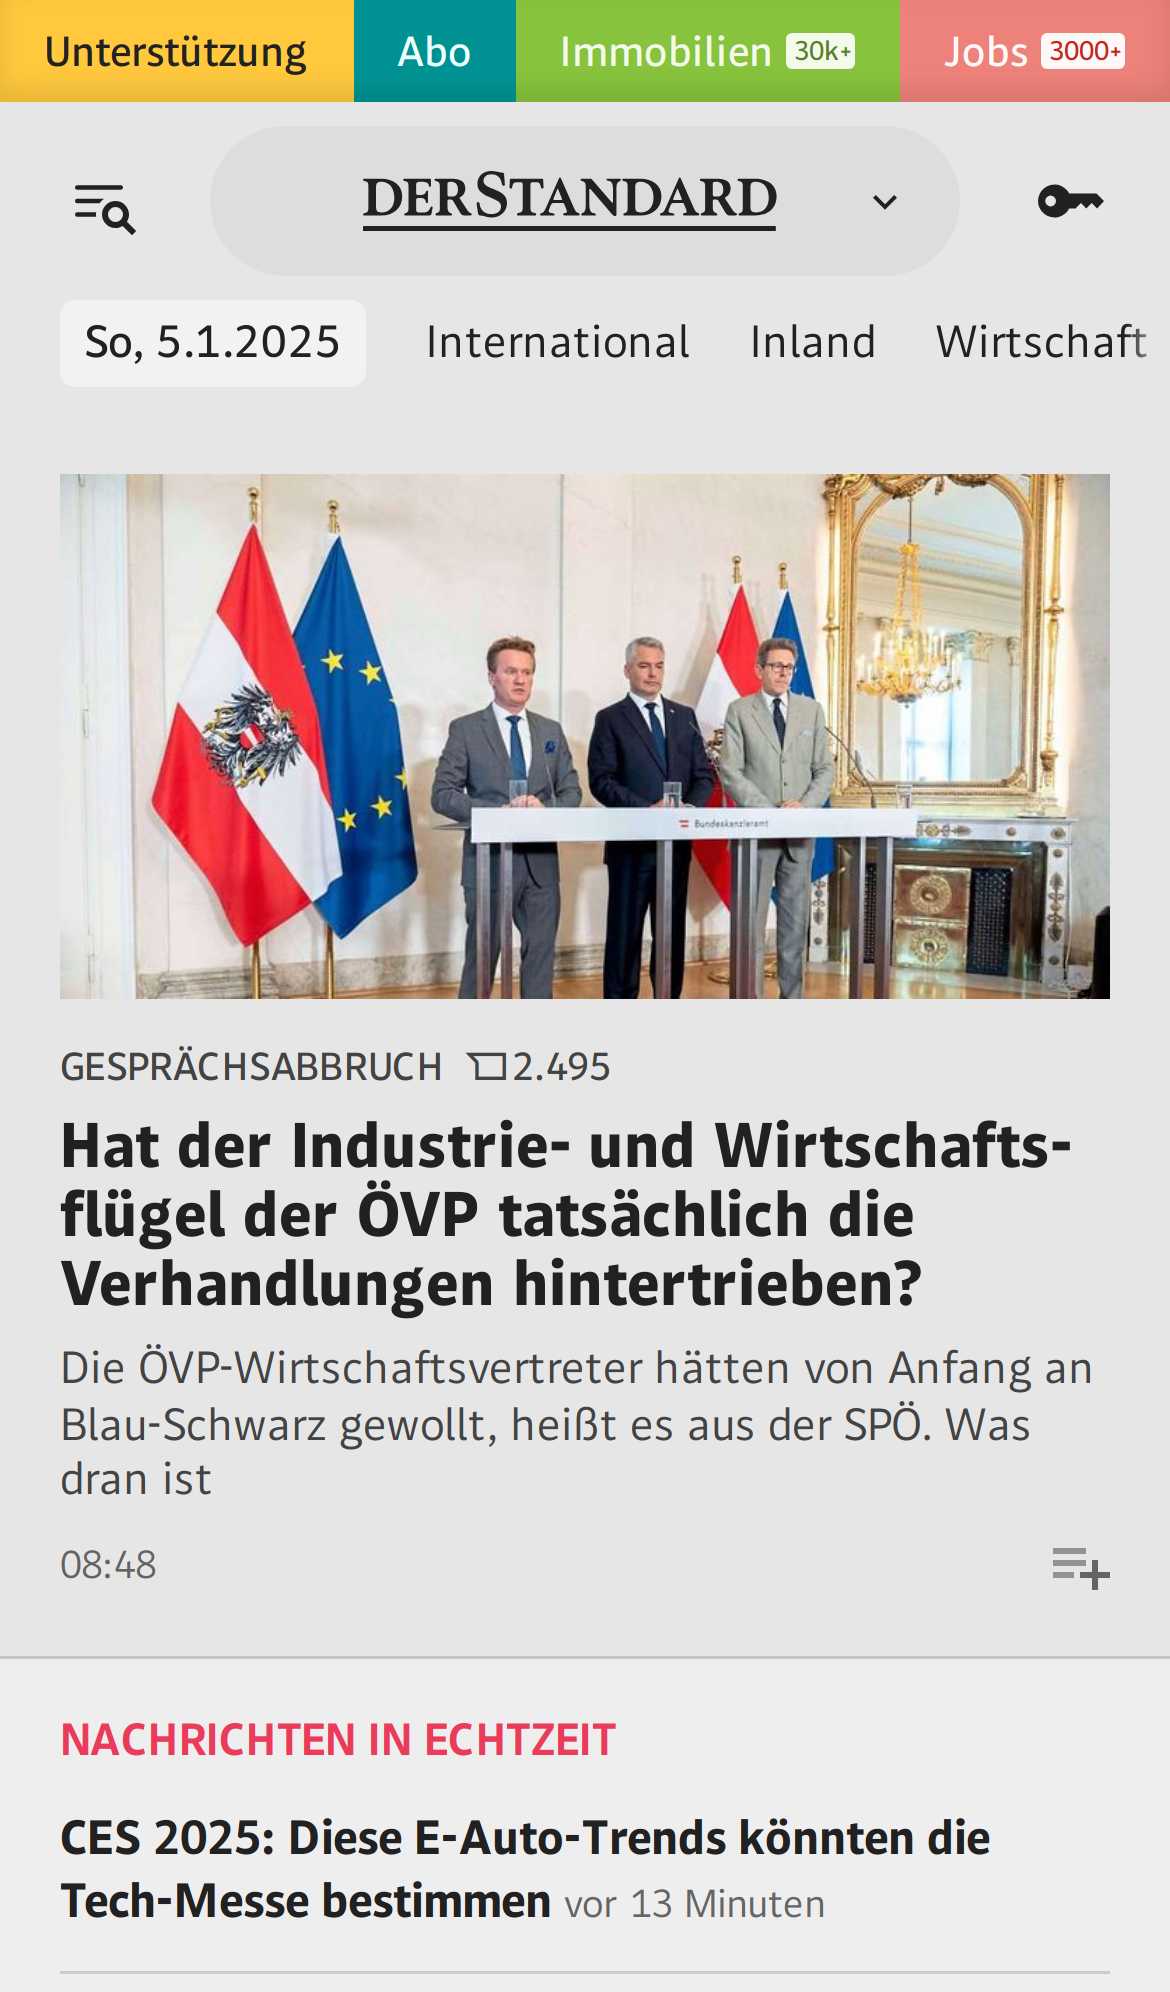 Unterstützung
Abo
Immobilien 30k+
Jobs 3000+
DERSTANDARD
So, 5.1.2025
International
Inland
Wirtschaft
Bundeskanzleramt
GESPRÄCHSABBRUCH 2.495
Hat der Industrie- und Wirtschafts-
flügel der ÖVP tatsächlich die
Verhandlungen hintertrieben?
Die ÖVP-Wirtschaftsvertreter hätten von Anfang an
Blau-Schwarz gewollt, heißt es aus der SPÖ. Was
dran ist
08:48
NACHRICHTEN IN ECHTZEIT
CES 2025: Diese E-Auto-Trends könnten die
Tech-Messe bestimmen vor 13 Minuten